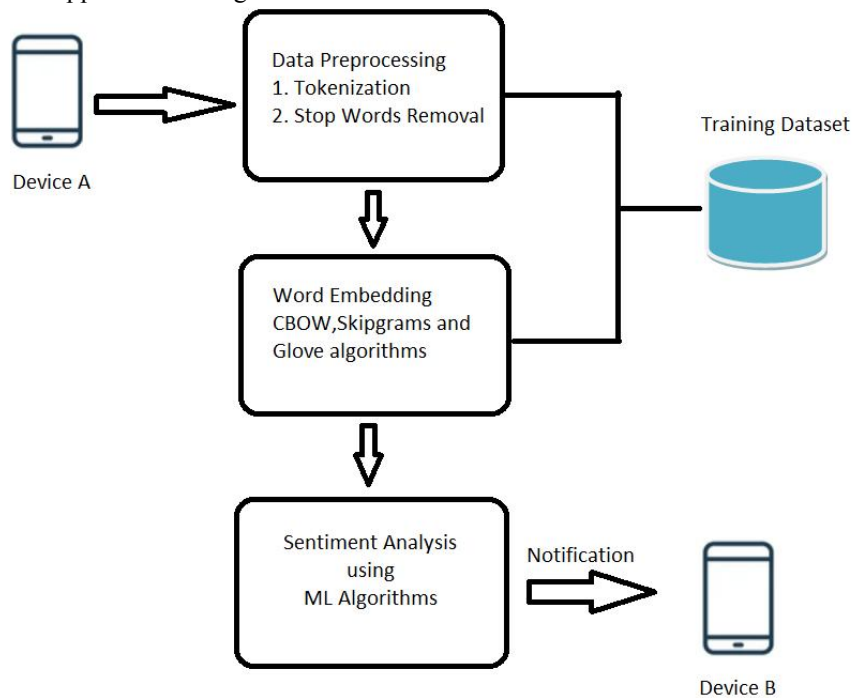 Data Preprocessing
1. Tokenization
2. Stop Words Removal
Training Dataset
Device A
Word Embedding
CBOW,Skipgrams and
Glove algorithms
Sentiment Analysis
using
ML Algorithms
Notification
Device B